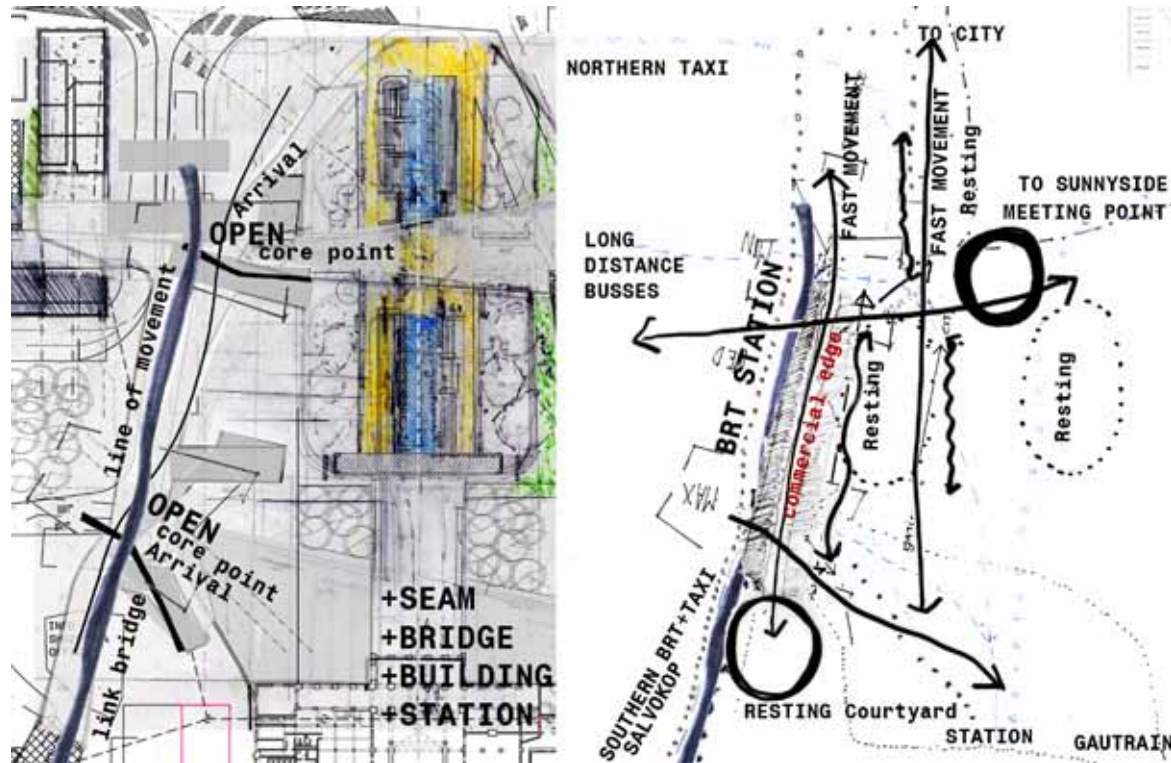 Arrival
OPEN
core point
line of movement
OPEN
core point
Arrival
link bridge
+SEAM
+BRIDGE
+BUILDING
+STATION
TO CITY
NORTHERN TAXI
FAST MOVEMENT
FAST MOVEMENT
Resting
TO SUNNYSIDE
MEETING POINT
LONG
DISTANCE
BUSSES
BRT STATION
commercial edge
Resting
Resting
MAX
SOUTHERN BRT+TAXI
SALVOKOP
RESTING Courtyard
STATION
GAUTRAIN